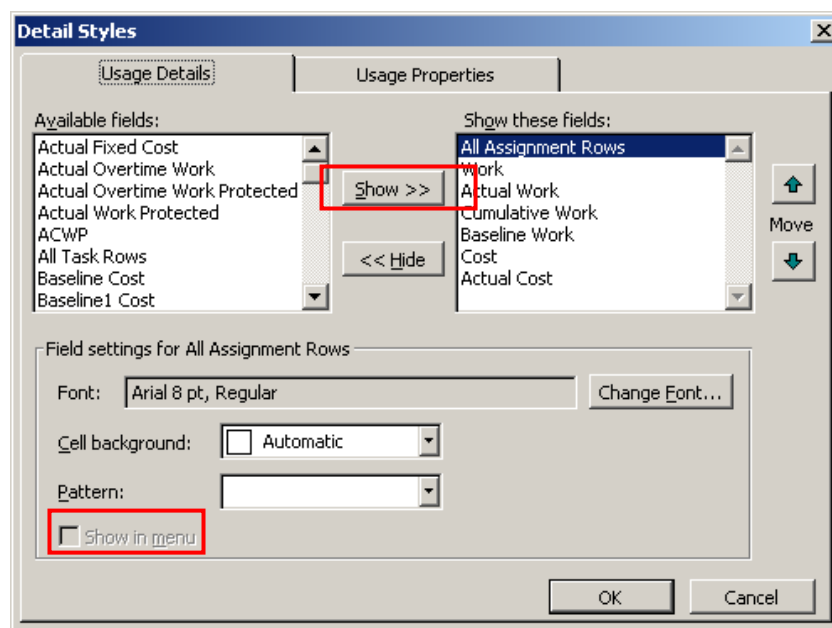 Detail Styles
Usage Details
Usage Properties
Available fields:
Actual Fixed Cost
Actual Overtime Work
Actual Overtime Work Protected
Actual Work Protected
ACWP
All Task Rows
Baseline Cost
Baseline1 Cost
Show >>
<< Hide
Show these fields:
All Assignment Rows
Work
Actual Work
Cumulative Work
Baseline Work
Cost
Actual Cost
Move
Field settings for All Assignment Rows
Font: Arial 8 pt, Regular Change Font...
Cell background: Automatic
Pattern:
Show in menu
OK Cancel